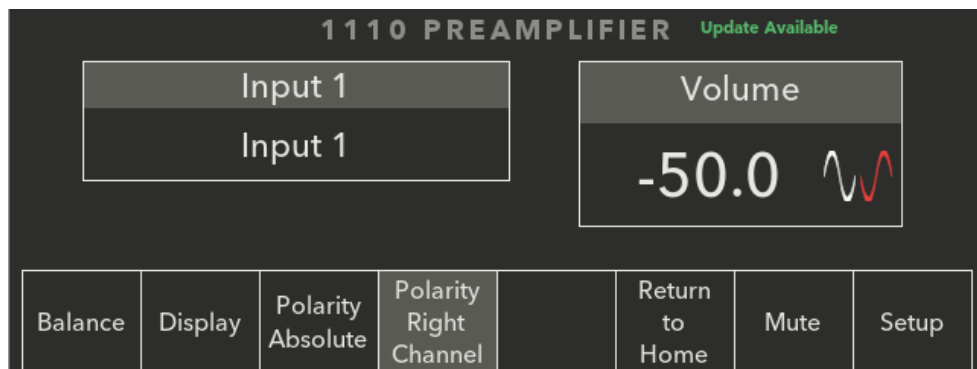 1110 PREAMPLIFIER Update Available
Input 1
Input 1
Volume
-50.0
Balance
Display
Polarity
Absolute
Polarity
Right
Channel
Return
to
Home
Mute
Setup